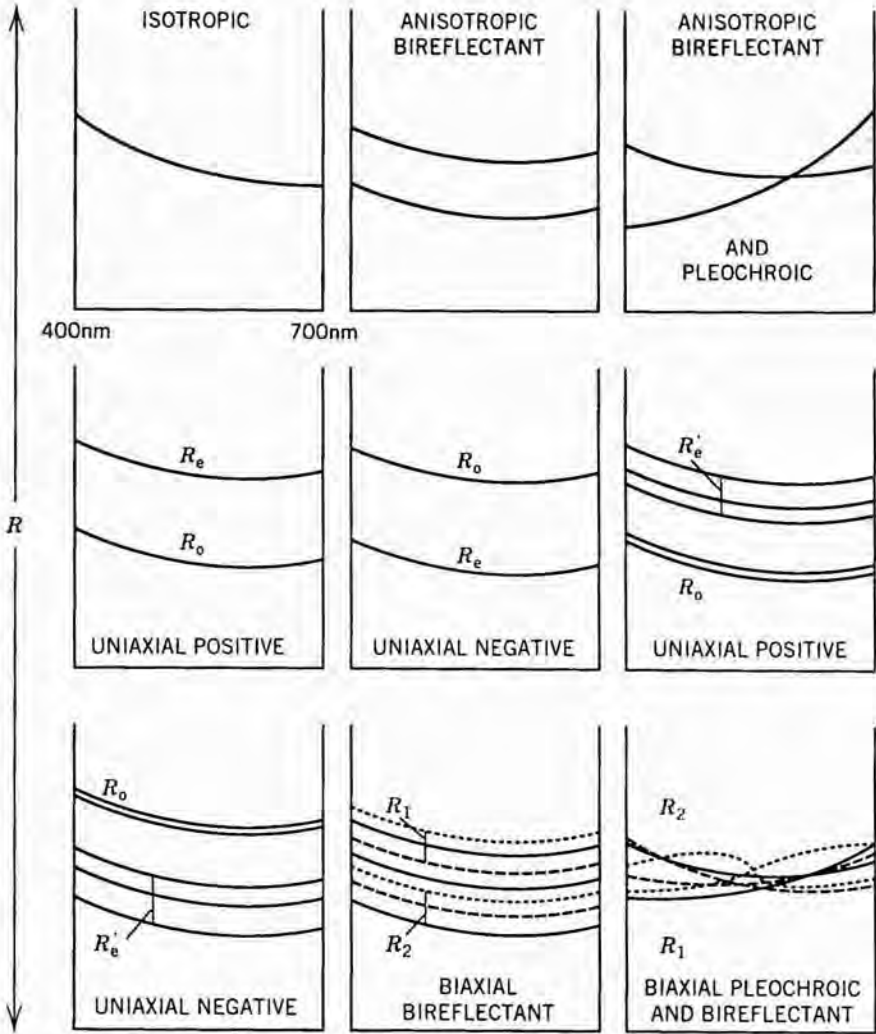 ISOTROPIC
ANISOTROPIC
BIREFLECTANT
ANISOTROPIC
BIREFLECTANT
AND
PLEOCHROIC
400nm
700nm
R
Re
Ro
UNIAXIAL POSITIVE
Ro
Re
UNIAXIAL NEGATIVE
R'e
Ro
UNIAXIAL POSITIVE
Ro
R'e
UNIAXIAL NEGATIVE
R1
R2
BIAXIAL
BIREFLECTANT
R2
R1
BIAXIAL PLEOCHROIC
AND BIREFLECTANT